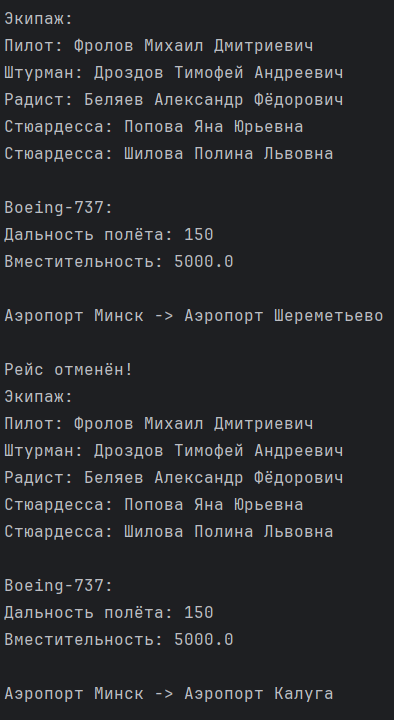 Экипаж:
Пилот: Фролов Михаил Дмитриевич
Штурман: Дроздов Тимофей Андреевич
Радист: Беляев Александр Фёдорович
Стюардесса: Попова Яна Юрьевна
Стюардесса: Шилова Полина Львовна
Boeing-737:
Дальность полёта: 150
Вместительность: 5000.0
Аэропорт Минск -> Аэропорт Шереметьево
Рейс отменён!
Экипаж:
Пилот: Фролов Михаил Дмитриевич
Штурман: Дроздов Тимофей Андреевич
Радист: Беляев Александр Фёдорович
Стюардесса: Попова Яна Юрьевна
Стюардесса: Шилова Полина Львовна
Boeing-737:
Дальность полёта: 150
Вместительность: 5000.0
Аэропорт Минск -> Аэропорт Калуга